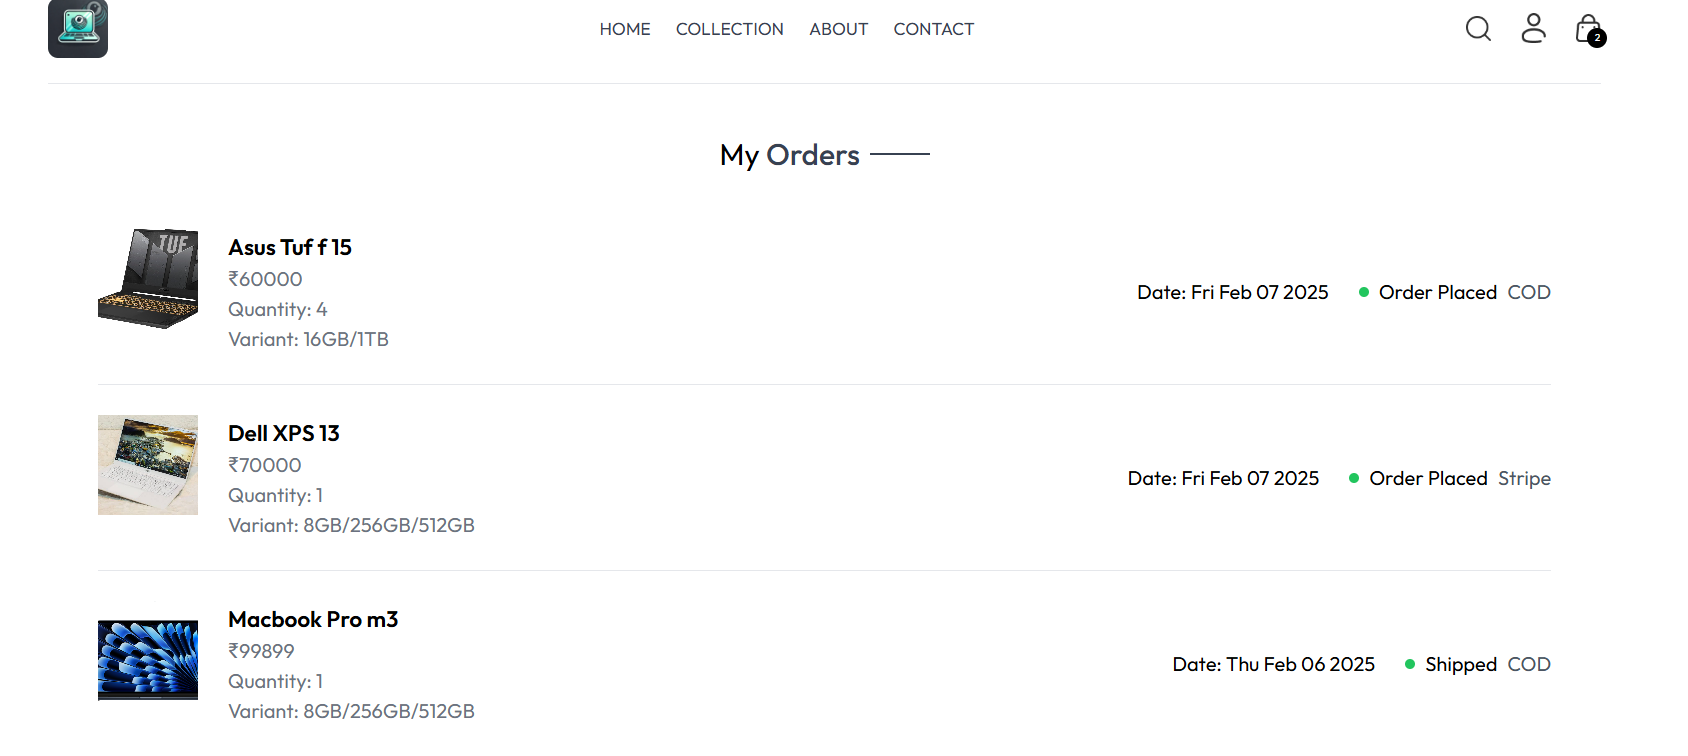 HOME COLLECTION ABOUT CONTACT
2
My Orders
TUF
Asus Tuf f 15
₹60000
Quantity: 4
Variant: 16GB/1TB
Date: Fri Feb 07 2025 Order Placed COD
Dell XPS 13
₹70000
Quantity: 1
Variant: 8GB/256GB/512GB
Date: Fri Feb 07 2025 Order Placed Stripe
Macbook Pro m3
₹99899
Quantity: 1
Variant: 8GB/256GB/512GB
Date: Thu Feb 06 2025 Shipped COD